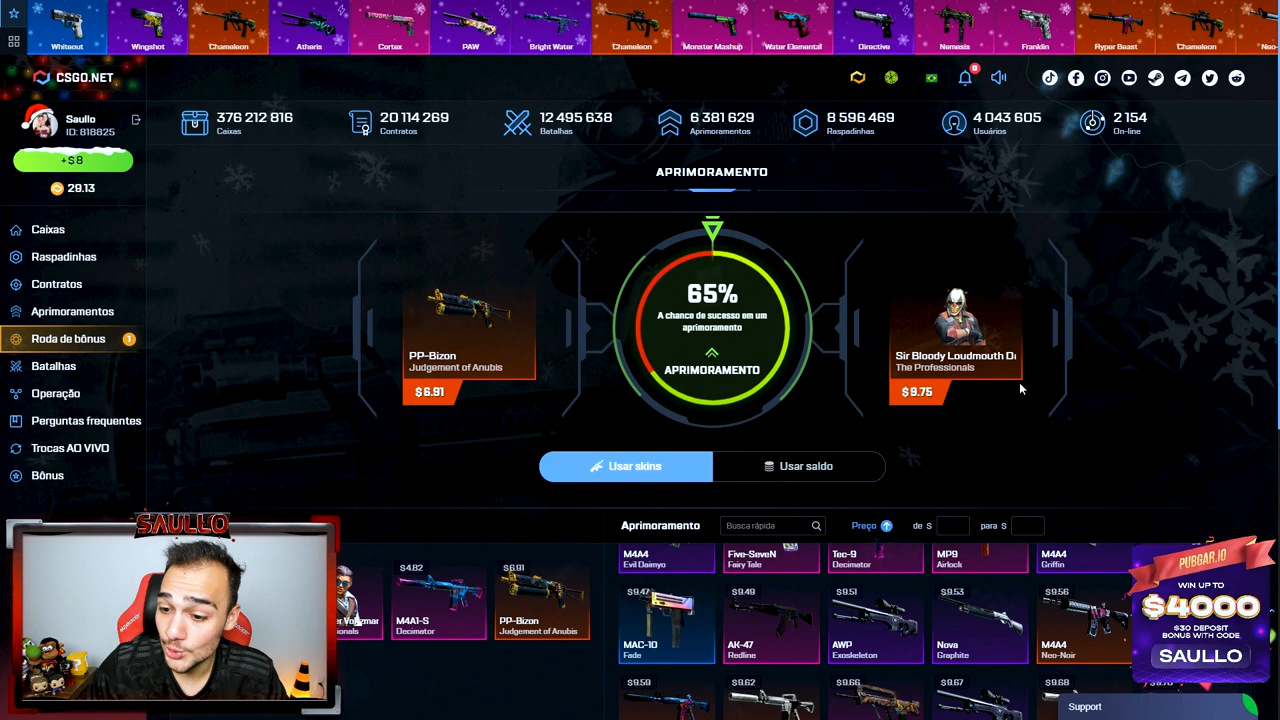 Whiteout
Wingshot
Chameleon
Atheris
Cortex
PAW
Bright Water
Chameleon
Monster Mashup
Water Elemental
Directive
Nemesis
Franklin
Hyper Beast
Chameleon
CSGO.NET
Saullo
ID: 818825
+$8
29.13
376 212 816
Caixas
20 114 269
Contratos
12 495 638
Batalhas
6 381 629
Aprimoramentos
8 596 469
Raspadinhas
4 043 605
Usuários
2 154
On-line
Caixas
Raspadinhas
Contratos
Aprimoramentos
Roda de bônus 1
Batalhas
Operação
Perguntas frequentes
Trocas AO VIVO
Bônus
APRIMORAMENTO
PP-Bizon
Judgement of Anubis
$6.91
65%
A chance de sucesso em um
aprimoramento
APRIMORAMENTO
Sir Bloody Loudmouth Da
The Professionals
$9.75
Usar skins
Usar saldo
Aprimoramento
Busca rápida
Preço
de $
para $
$4.82
M4A1-S
Decimator
$6.91
PP-Bizon
Judgement of Anubis
M4A4
Evil Daimyo
Five-SeveN
Fairy Tale
Tec-9
Decimator
MP9
Airlock
M4A4
Griffin
$9.47
MAC-10
Fade
$9.49
AK-47
Redline
$9.51
AWP
Exoskeleton
$9.53
Nova
Graphite
$9.56
M4A4
Neo-Noir
$9.59
$9.62
$9.66
$9.67
$9.68
SAULLO
PUBGAR.IO
WIN UP TO
$4000
$30 DEPOSIT
BONUS WITH CODE
SAULLO
Support